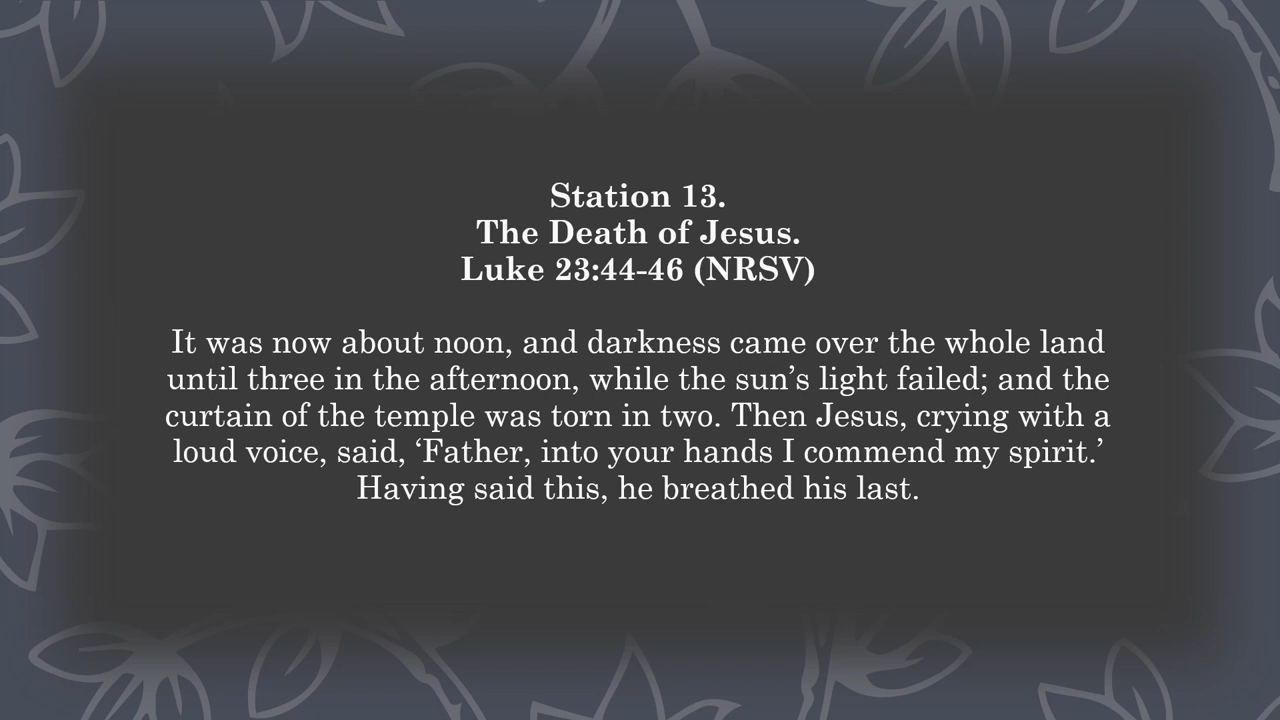 Station 13.
The Death of Jesus.
Luke 23:44-46 (NRSV)
It was now about noon, and darkness came over the whole land
until three in the afternoon, while the sun’s light failed; and the
curtain of the temple was torn in two. Then Jesus, crying with a
loud voice, said, ‘Father, into your hands I commend my spirit.’
Having said this, he breathed his last.